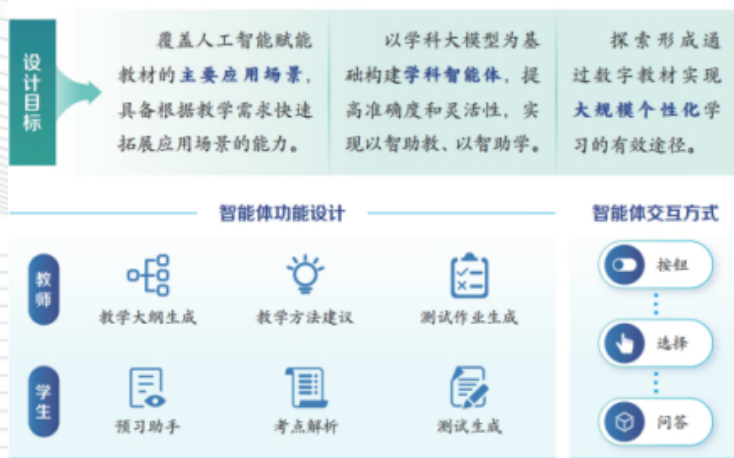 设计目标
覆盖人工智能赋能
教材的主要应用场景，
具备根据教学需求快速
拓展应用场景的能力。
以学科大模型为基
础构建学科智能体，提
高准确度和灵活性，实
现以智助教、以智助学。
探索形成通
过数字教材实现
大规模个性化学
习的有效途径。
智能体功能设计
教师
教学大纲生成
教学方法建议
测试作业生成
学生
预习助手
考点解析
测试生成
智能体交互方式
按钮
选择
问答